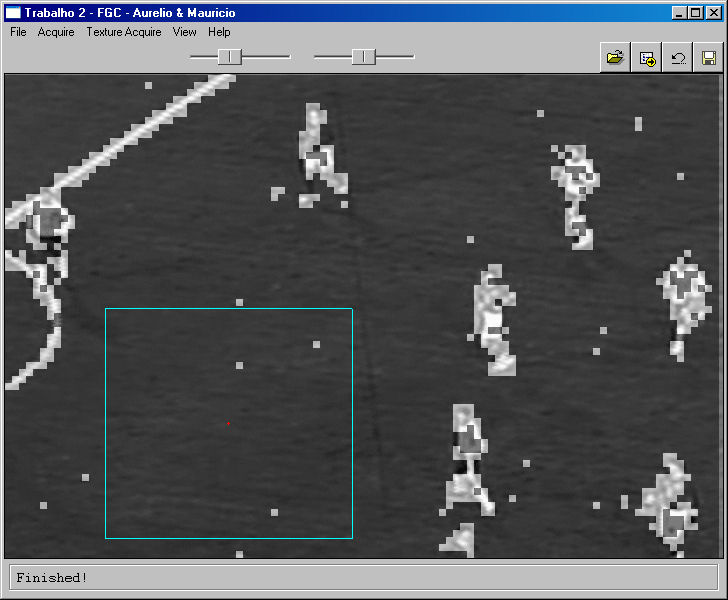 Trabalho 2 - FGC - Aurelio & Mauricio
File Acquire Texture Acquire View Help
Finished!